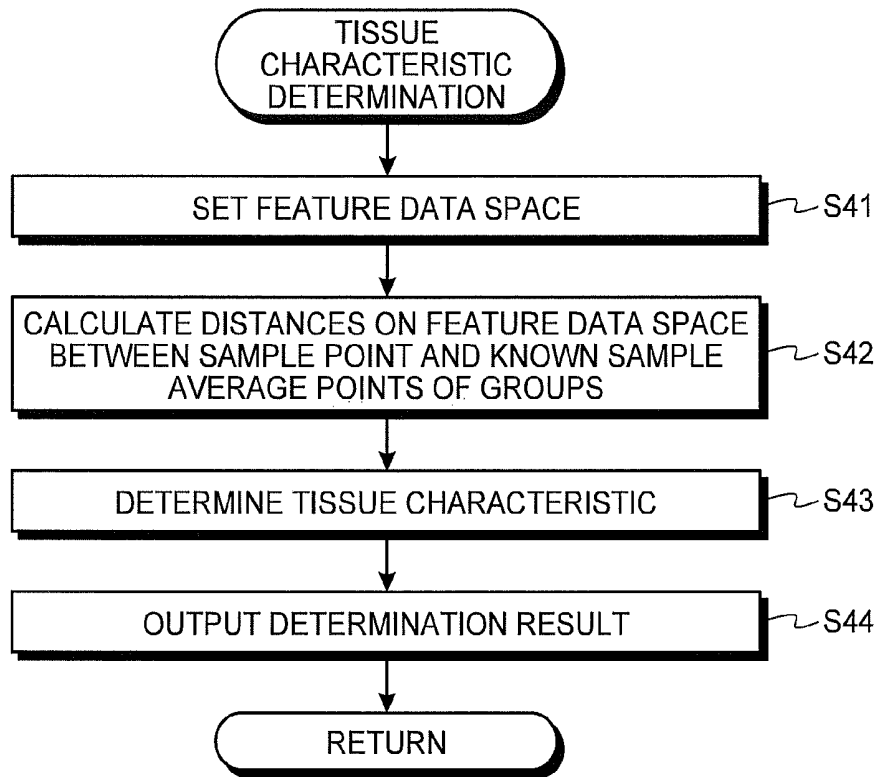 TISSUE
CHARACTERISTIC
DETERMINATION
SET FEATURE DATA SPACE
S41
CALCULATE DISTANCES ON FEATURE DATA SPACE
BETWEEN SAMPLE POINT AND KNOWN SAMPLE
AVERAGE POINTS OF GROUPS
S42
DETERMINE TISSUE CHARACTERISTIC
S43
OUTPUT DETERMINATION RESULT
S44
RETURN